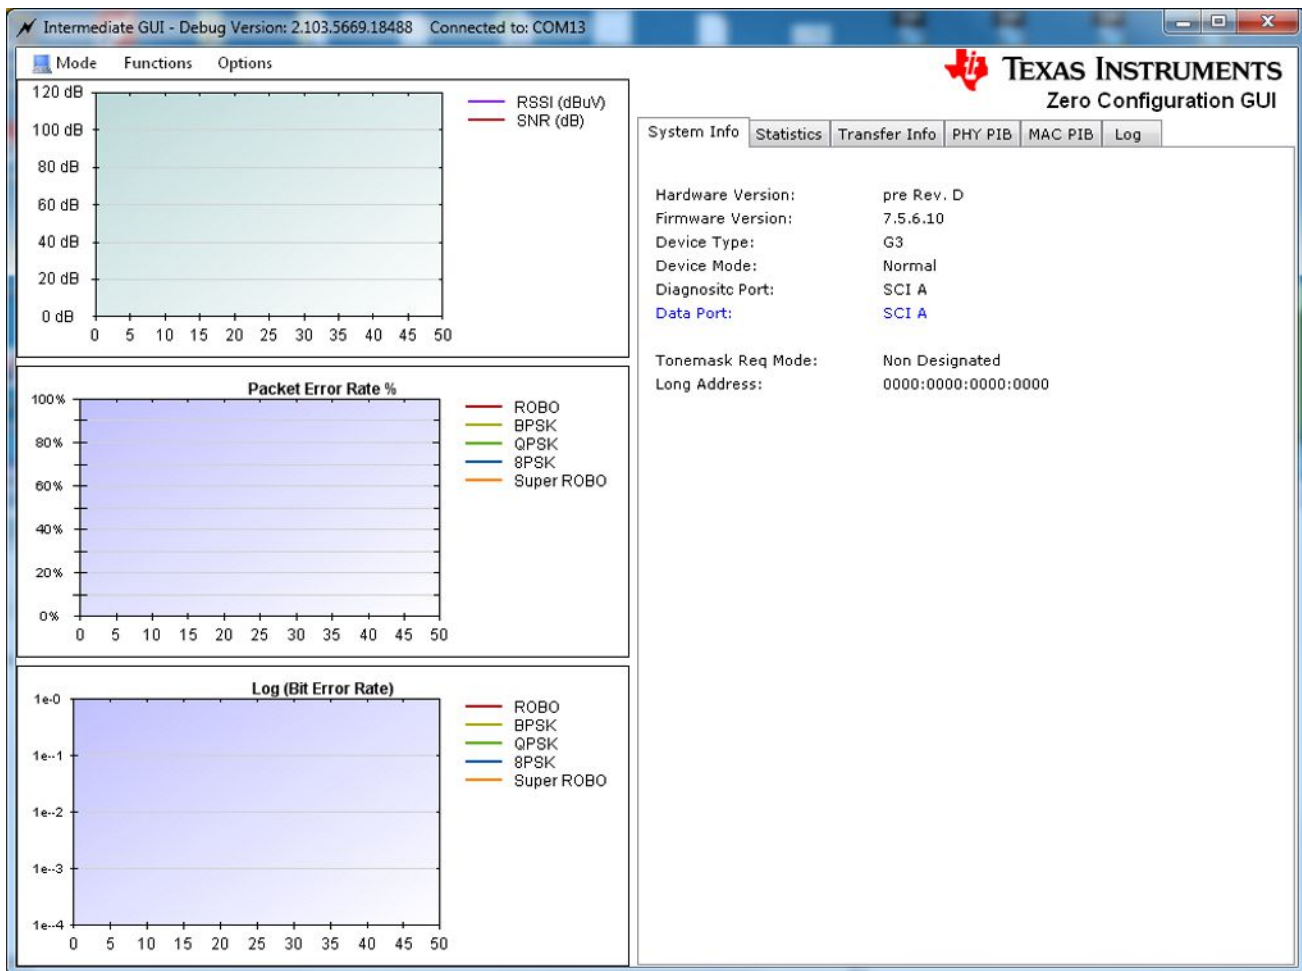 Intermediate GUI - Debug Version: 2.103.5669.18488 Connected to: COM13
Mode Functions Options
TEXAS INSTRUMENTS
Zero Configuration GUI
120 dB
100 dB
80 dB
60 dB
40 dB
20 dB
0 dB
0 5 10 15 20 25 30 35 40 45 50
RSSI (dBuV)
SNR (dB)
Packet Error Rate %
100%
80%
60%
40%
20%
0%
0 5 10 15 20 25 30 35 40 45 50
ROBO
BPSK
QPSK
8PSK
Super ROBO
Log (Bit Error Rate)
1e-0
1e--1
1e--2
1e--3
1e--4
0 5 10 15 20 25 30 35 40 45 50
ROBO
BPSK
QPSK
8PSK
Super ROBO
System Info Statistics Transfer Info PHY PIB MAC PIB Log
Hardware Version: pre Rev. D
Firmware Version: 7.5.6.10
Device Type: G3
Device Mode: Normal
Diagnositc Port: SCI A
Data Port: SCI A
Tonemask Req Mode: Non Designated
Long Address: 0000:0000:0000:0000